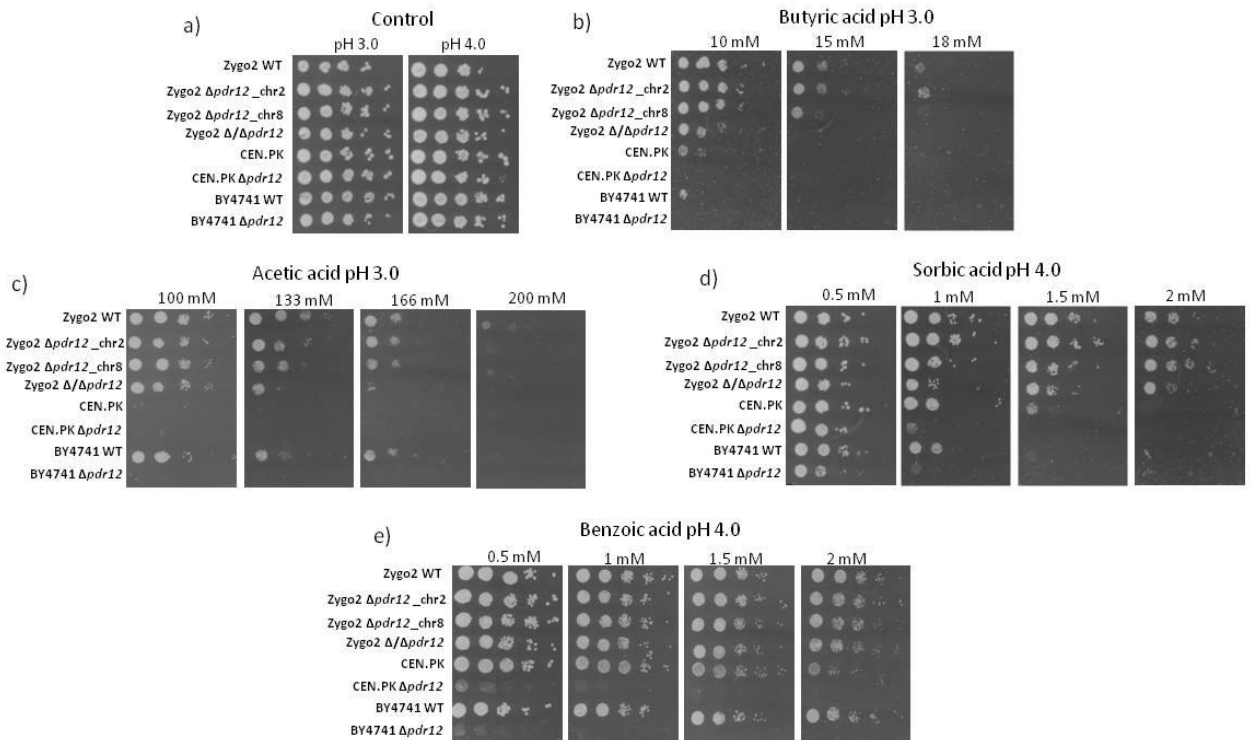 a)
Control
pH 3.0 pH 4.0
Zygo2 WT
Zygo2 Δpdr12_chr2
Zygo2 Δpdr12_chr8
Zygo2 Δ/Δpdr12
CEN.PK
CEN.PK Δpdr12
BY4741 WT
BY4741 Δpdr12
b)
Butyric acid pH 3.0
10 mM 15 mM 18 mM
Zygo2 WT
Zygo2 Δpdr12_chr2
Zygo2 Δpdr12_chr8
Zygo2 Δ/Δpdr12
CEN.PK
CEN.PK Δpdr12
BY4741 WT
BY4741 Δpdr12
c)
Acetic acid pH 3.0
100 mM 133 mM 166 mM 200 mM
Zygo2 WT
Zygo2 Δpdr12_chr2
Zygo2 Δpdr12_chr8
Zygo2 Δ/Δpdr12
CEN.PK
CEN.PK Δpdr12
BY4741 WT
BY4741 Δpdr12
d)
Sorbic acid pH 4.0
0.5 mM 1 mM 1.5 mM 2 mM
Zygo2 WT
Zygo2 Δpdr12_chr2
Zygo2 Δpdr12_chr8
Zygo2 Δ/Δpdr12
CEN.PK
CEN.PK Δpdr12
BY4741 WT
BY4741 Δpdr12
e)
Benzoic acid pH 4.0
0.5 mM 1 mM 1.5 mM 2 mM
Zygo2 WT
Zygo2 Δpdr12_chr2
Zygo2 Δpdr12_chr8
Zygo2 Δ/Δpdr12
CEN.PK
CEN.PK Δpdr12
BY4741 WT
BY4741 Δpdr12